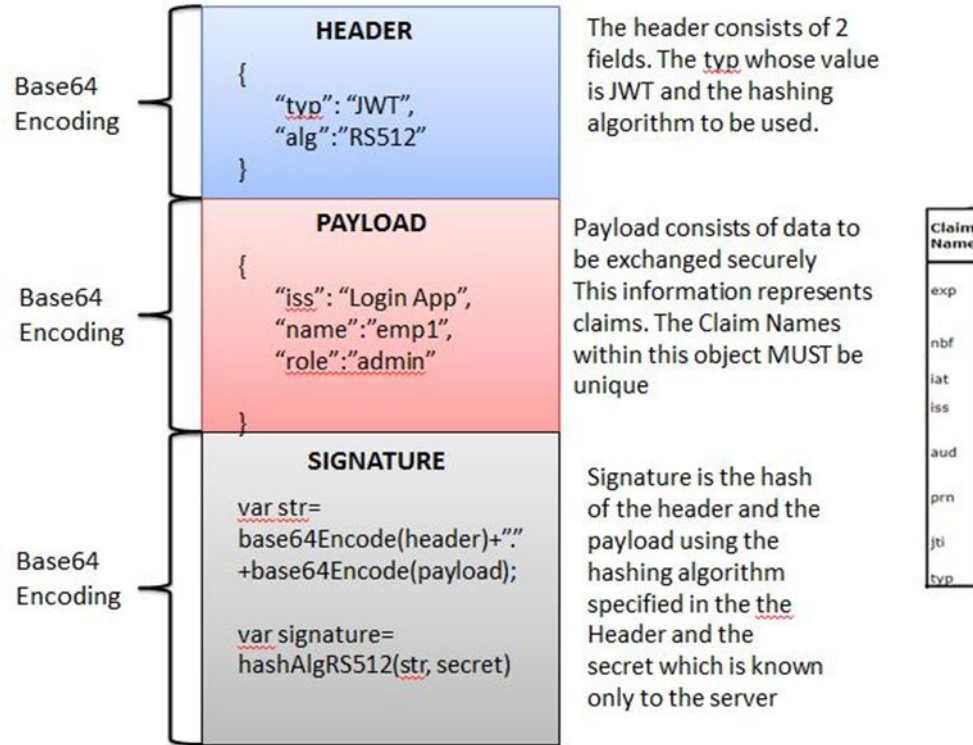 Base64
Encoding
HEADER
{
“typ”: “JWT”,
“alg”:”RS512”
}
The header consists of 2
fields. The typ whose value
is JWT and the hashing
algorithm to be used.
Base64
Encoding
PAYLOAD
{
“iss”: “Login App”,
“name”:”emp1”,
“role”:”admin”
}
Payload consists of data to
be exchanged securely
This information represents
claims. The Claim Names
within this object MUST be
unique
Base64
Encoding
SIGNATURE
var str=
base64Encode(header)+”.”
+base64Encode(payload);
var signature=
hashAlgRS512(str, secret)
Signature is the hash
of the header and the
payload using the
hashing algorithm
specified in the the
Header and the
secret which is known
only to the server
Claim
Name
exp
nbf
iat
iss
aud
prn
jti
typ